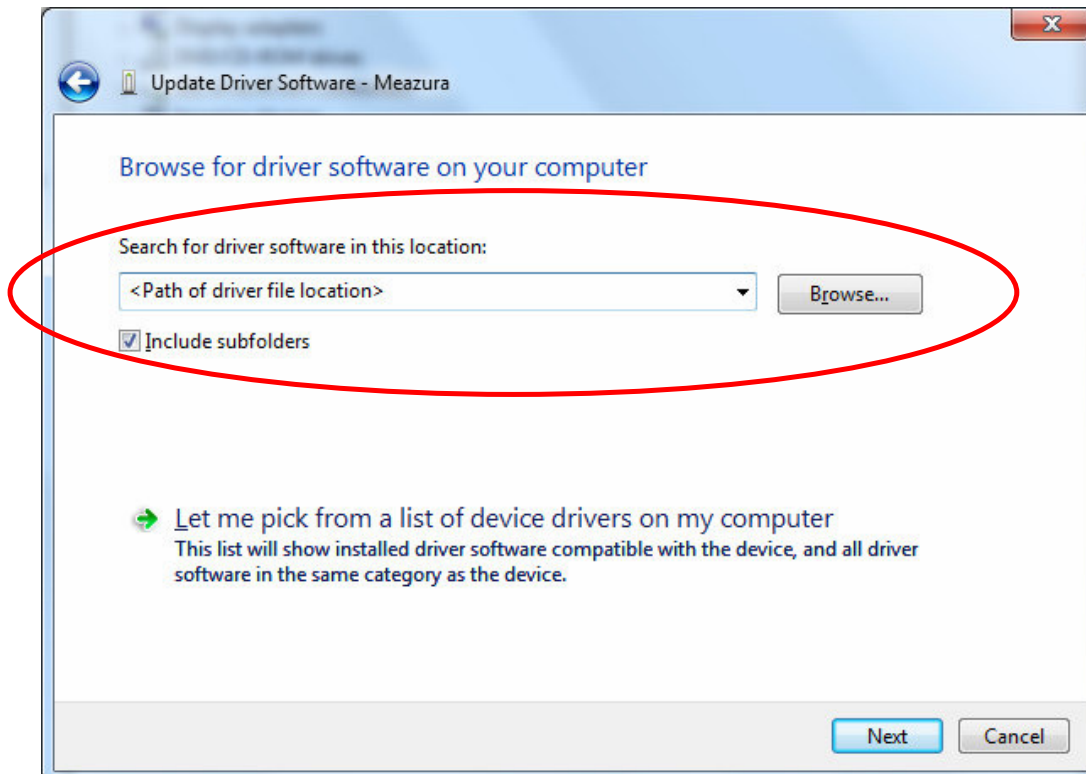 Display adapters
Update Driver Software - Meazura
Browse for driver software on your computer
Search for driver software in this location:
<Path of driver file location>
Browse...
Include subfolders
Let me pick from a list of device drivers on my computer
This list will show installed driver software compatible with the device, and all driver
software in the same category as the device.
Next
Cancel